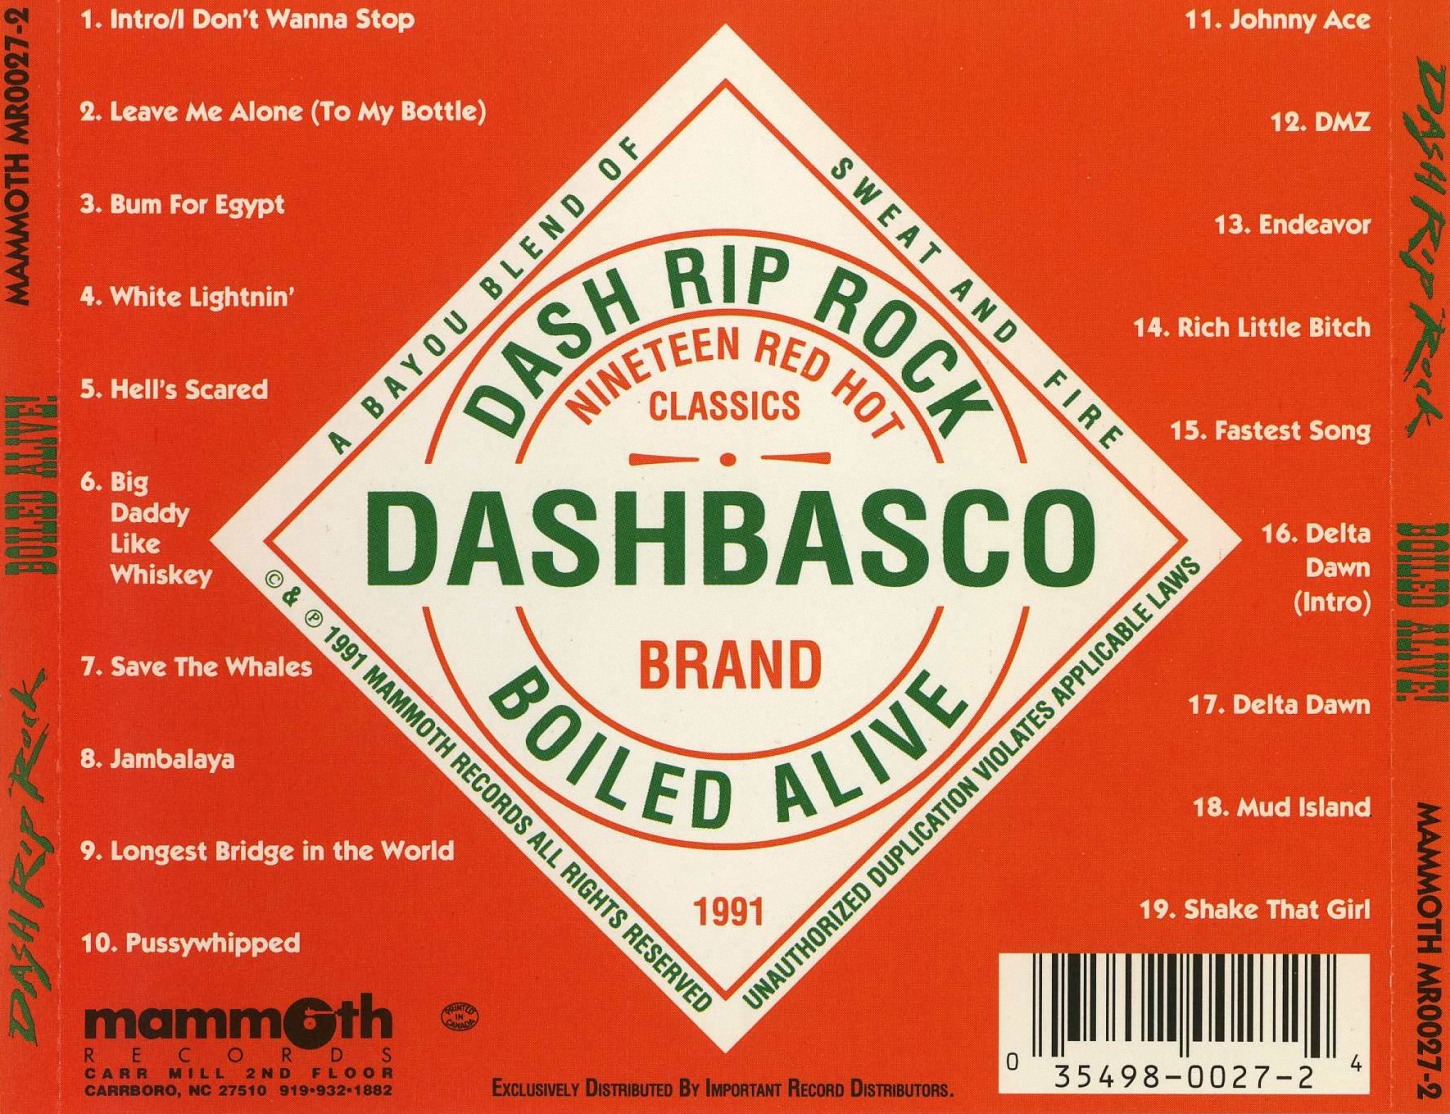 MAMMOTH MR0027-2
BOILED ALIVE!
DASH RIP ROCK
1. Intro/I Don't Wanna Stop
2. Leave Me Alone (To My Bottle)
3. Bum For Egypt
4. White Lightnin'
5. Hell's Scared
6. Big
Daddy
Like
Whiskey
7. Save The Whales
8. Jambalaya
9. Longest Bridge in the World
10. Pussywhipped
mammoth
RECORDS
CARR MILL 2ND FLOOR
CARRBORO, NC 27510 919•932•1882
PRINTED
IN
CANADA
A BAYOU BLEND OF
SWEAT AND FIRE
DASH RIP ROCK
NINETEEN RED HOT
CLASSICS
DASHBASCO
BRAND
BOILED ALIVE
1991
© & ℗ 1991 MAMMOTH RECORDS ALL RIGHTS RESERVED
UNAUTHORIZED DUPLICATION VIOLATES APPLICABLE LAWS
EXCLUSIVELY DISTRIBUTED BY IMPORTANT RECORD DISTRIBUTORS.
11. Johnny Ace
12. DMZ
13. Endeavor
14. Rich Little Bitch
15. Fastest Song
16. Delta
Dawn
(Intro)
17. Delta Dawn
18. Mud Island
19. Shake That Girl
0 35498-0027-2 4
DASH RIP ROCK
BOILED ALIVE!
MAMMOTH MR0027-2